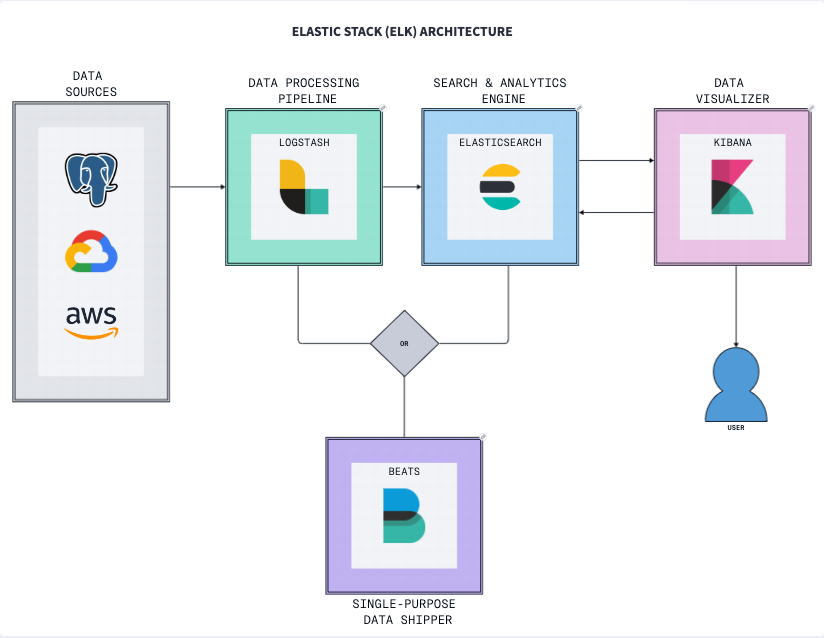 ELASTIC STACK (ELK) ARCHITECTURE
DATA
SOURCES
DATA PROCESSING
PIPELINE
SEARCH & ANALYTICS
ENGINE
DATA
VISUALIZER
LOGSTASH
ELASTICSEARCH
KIBANA
aws
OR
USER
BEATS
SINGLE-PURPOSE
DATA SHIPPER